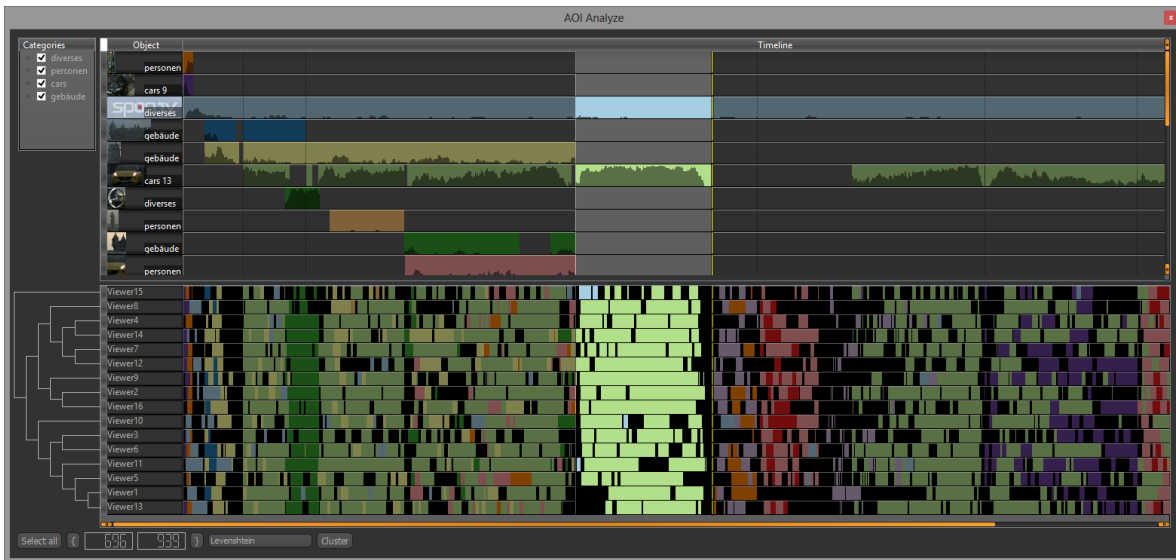 AOI Analyze
x
Categories
diverses
personen
cars
gebäude
Object
Timeline
personen
cars 9
diverses
gebäude
gebäude
cars 13
diverses
personen
gebäude
personen
Viewer15
Viewer8
Viewer4
Viewer14
Viewer7
Viewer12
Viewer9
Viewer2
Viewer16
Viewer10
Viewer3
Viewer6
Viewer11
Viewer5
Viewer1
Viewer13
Select all { 696 939 } Levenshtein Cluster